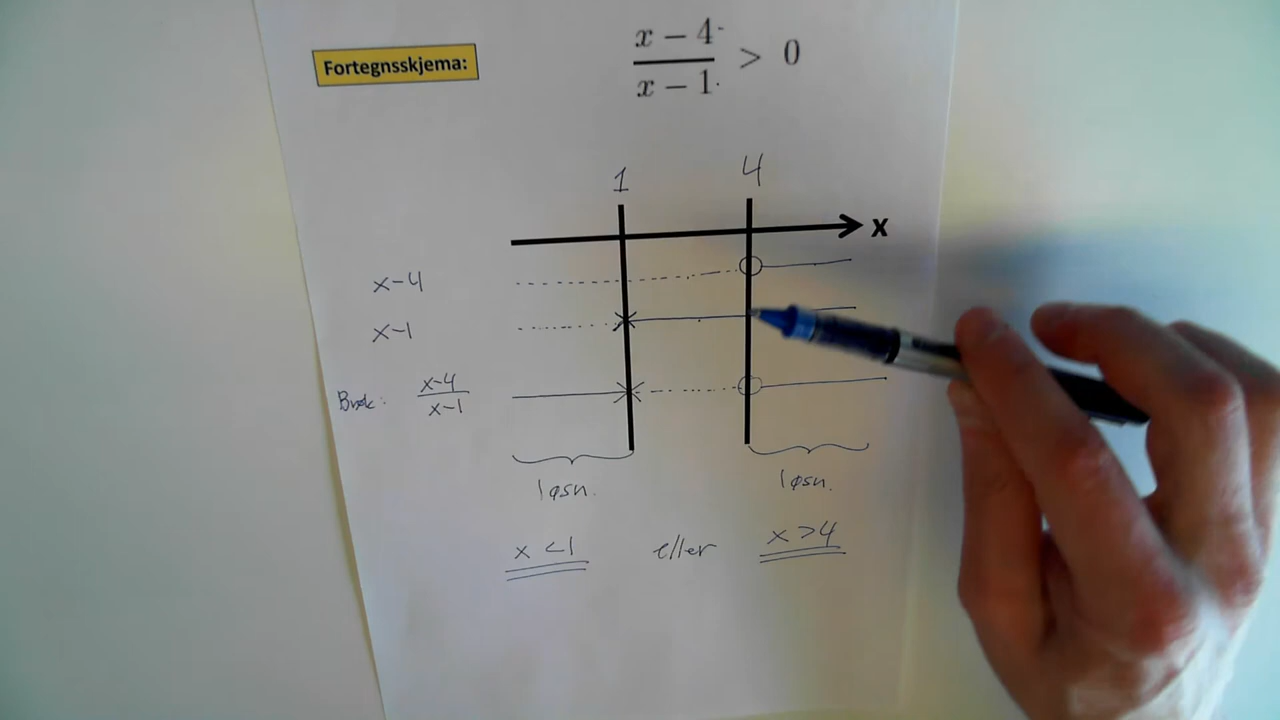 Fortegnsskjema:
x − 4
x − 1
> 0
1 4
x
x-4
x-1
Brøk: x-4
x-1
løsn. løsn.
x < 1 eller x > 4